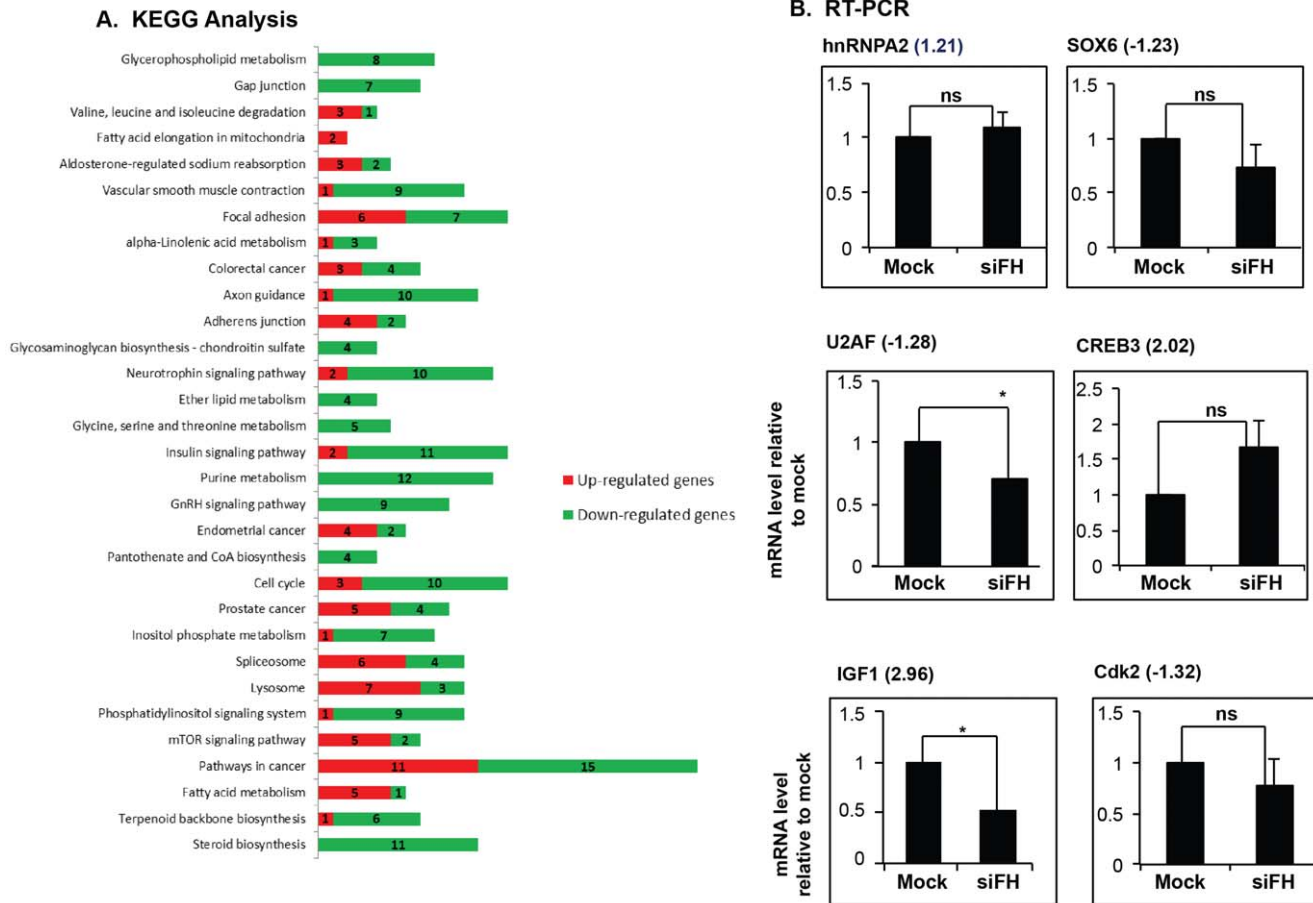 A. KEGG Analysis
Glycerophospholipid metabolism 8
Gap junction 7
Valine, leucine and isoleucine degradation 3 1
Fatty acid elongation in mitochondria 2
Aldosterone-regulated sodium reabsorption 3 2
Vascular smooth muscle contraction 1 9
Focal adhesion 6 7
alpha-Linolenic acid metabolism 1 3
Colorectal cancer 3 4
Axon guidance 1 10
Adherens junction 4 2
Glycosaminoglycan biosynthesis - chondroitin sulfate 4
Neurotrophin signaling pathway 2 10
Ether lipid metabolism 4
Glycine, serine and threonine metabolism 5
Insulin signaling pathway 2 11
Purine metabolism 12
GnRH signaling pathway 9
Endometrial cancer 4 2
Pantothenate and CoA biosynthesis 4
Cell cycle 3 10
Prostate cancer 5 4
Inositol phosphate metabolism 1 7
Spliceosome 6 4
Lysosome 7 3
Phosphatidylinositol signaling system 1 9
mTOR signaling pathway 5 2
Pathways in cancer 11 15
Fatty acid metabolism 5 1
Terpenoid backbone biosynthesis 1 6
Steroid biosynthesis 11
Up-regulated genes
Down-regulated genes
B. RT-PCR
hnRNPA2 (1.21)
1.5
ns
1
0.5
0
Mock siFH
SOX6 (-1.23)
1.5
ns
1
0.5
0
Mock siFH
mRNA level relative
to mock
U2AF (-1.28)
1.5
*
1
0.5
0
Mock siFH
CREB3 (2.02)
2.5
2
ns
1.5
1
0.5
0
Mock siFH
mRNA level
relative to mock
IGF1 (2.96)
1.5
*
1
0.5
0
Mock siFH
Cdk2 (-1.32)
1.5
ns
1
0.5
0
Mock siFH